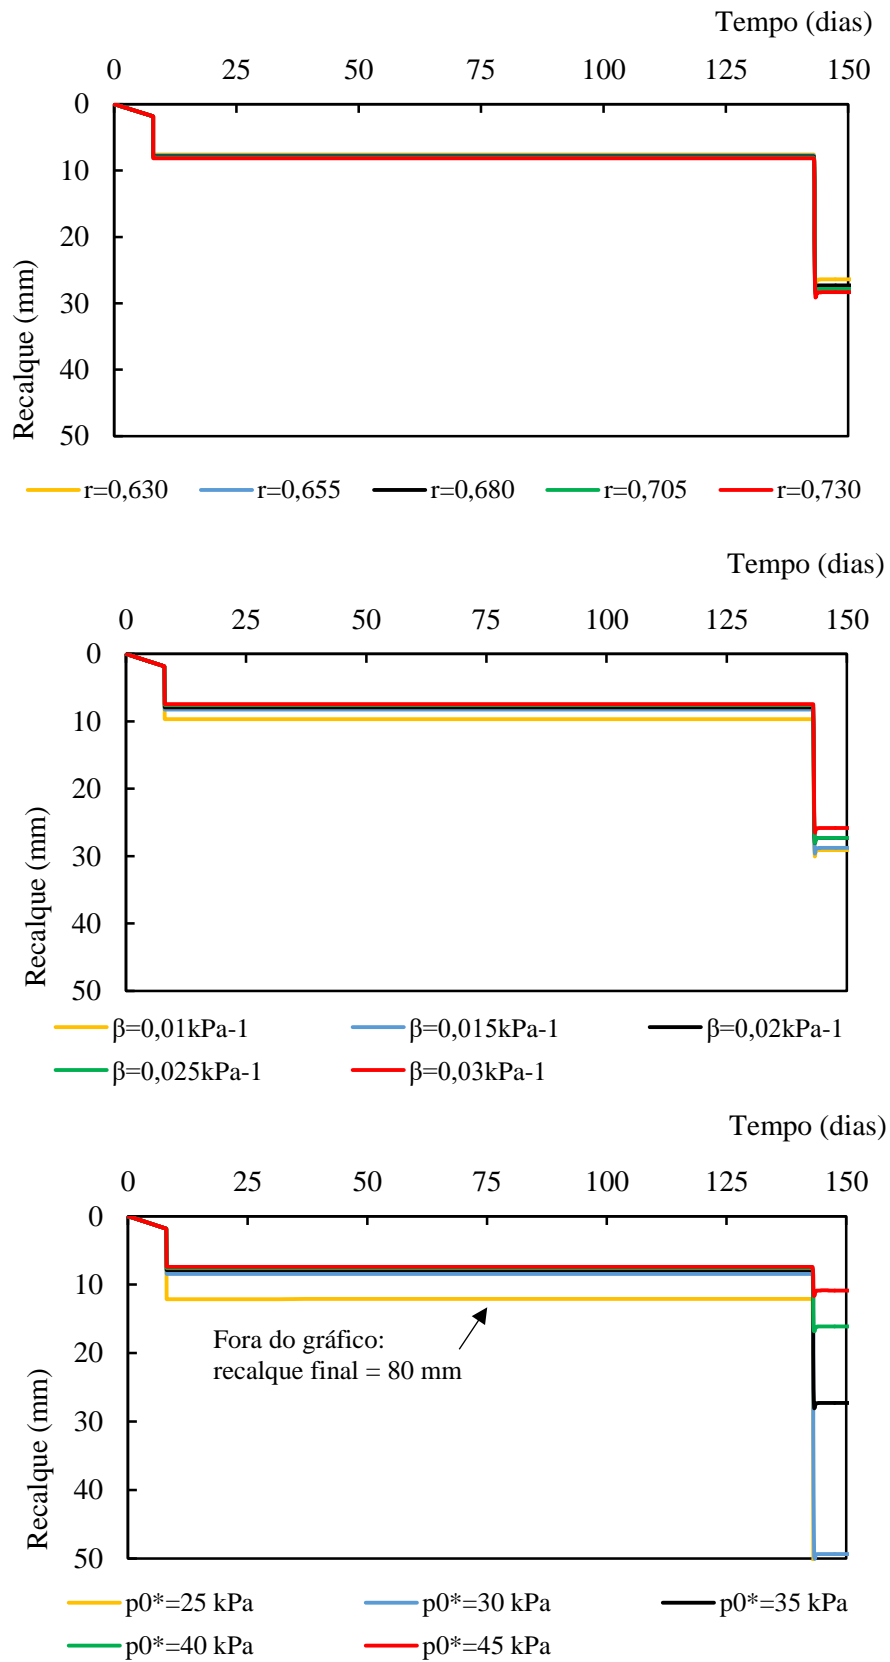 Tempo (dias)
0 25 50 75 100 125 150
0
10
20
30
40
50
Recalque (mm)
r=0,630 r=0,655 r=0,680 r=0,705 r=0,730
Tempo (dias)
0 25 50 75 100 125 150
0
10
20
30
40
50
Recalque (mm)
β=0,01kPa-1 β=0,015kPa-1 β=0,02kPa-1
β=0,025kPa-1 β=0,03kPa-1
Tempo (dias)
0 25 50 75 100 125 150
0
10
20
30
40
50
Recalque (mm)
Fora do gráfico:
recalque final = 80 mm
p0*=25 kPa p0*=30 kPa p0*=35 kPa
p0*=40 kPa p0*=45 kPa